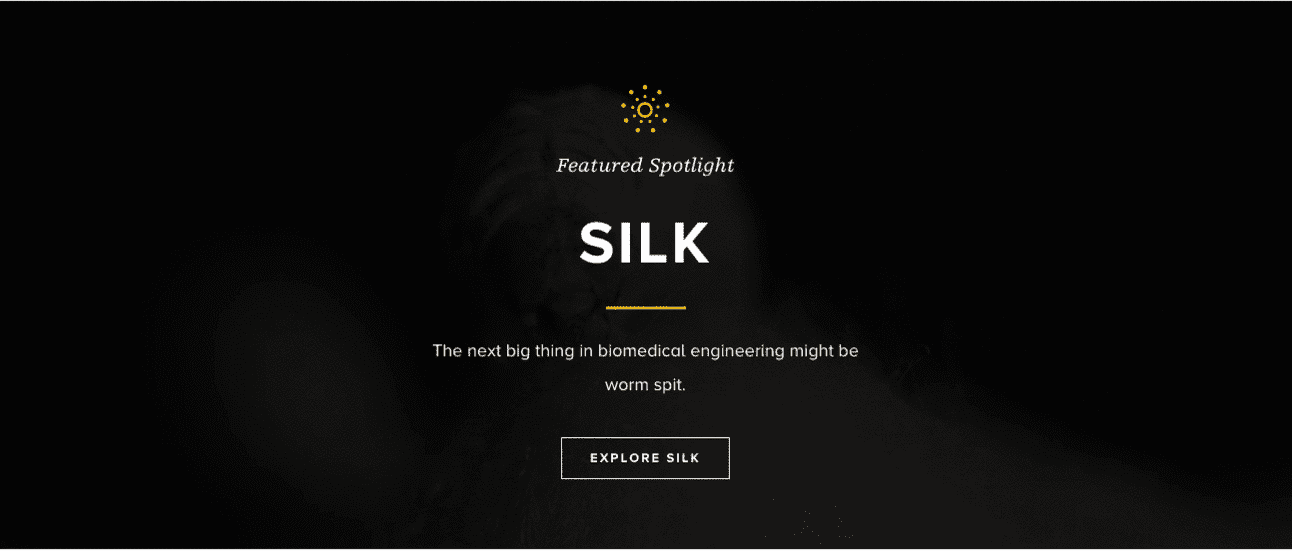 Featured Spotlight
SILK
The next big thing in biomedical engineering might be
worm spit.
EXPLORE SILK